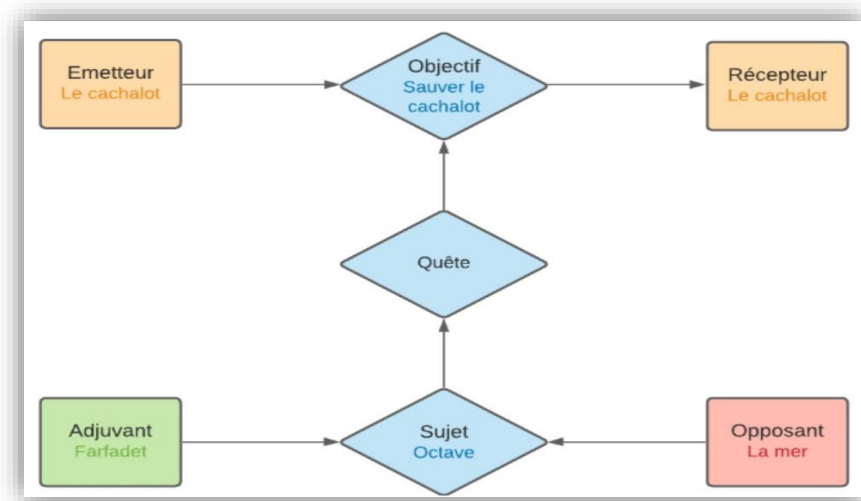 Emetteur
Le cachalot
Objectif
Sauver le
cachalot
Récepteur
Le cachalot
Quête
Adjuvant
Farfadet
Sujet
Octave
Opposant
La mer